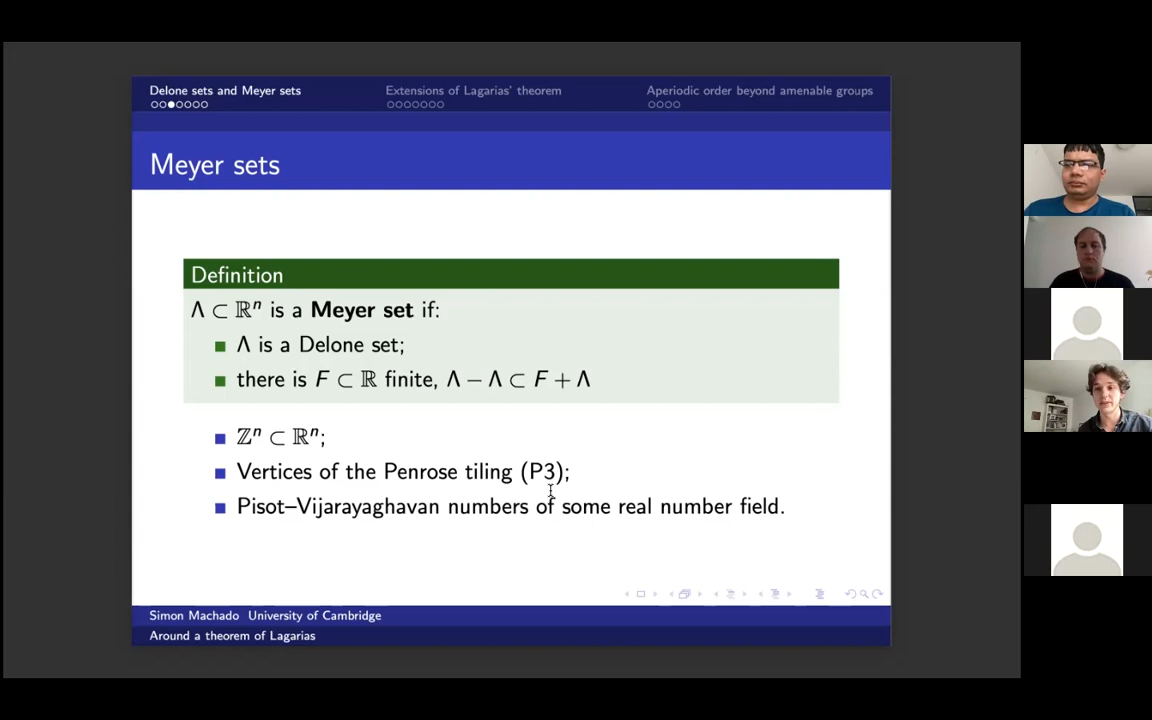 Delone sets and Meyer sets Extensions of Lagarias' theorem Aperiodic order beyond amenable groups
Meyer sets
Definition
Λ ⊂ ℝⁿ is a Meyer set if:
Λ is a Delone set;
there is F ⊂ ℝ finite, Λ − Λ ⊂ F + Λ
ℤⁿ ⊂ ℝⁿ;
Vertices of the Penrose tiling (P3);
Pisot–Vijarayaghavan numbers of some real number field.
Simon Machado University of Cambridge
Around a theorem of Lagarias